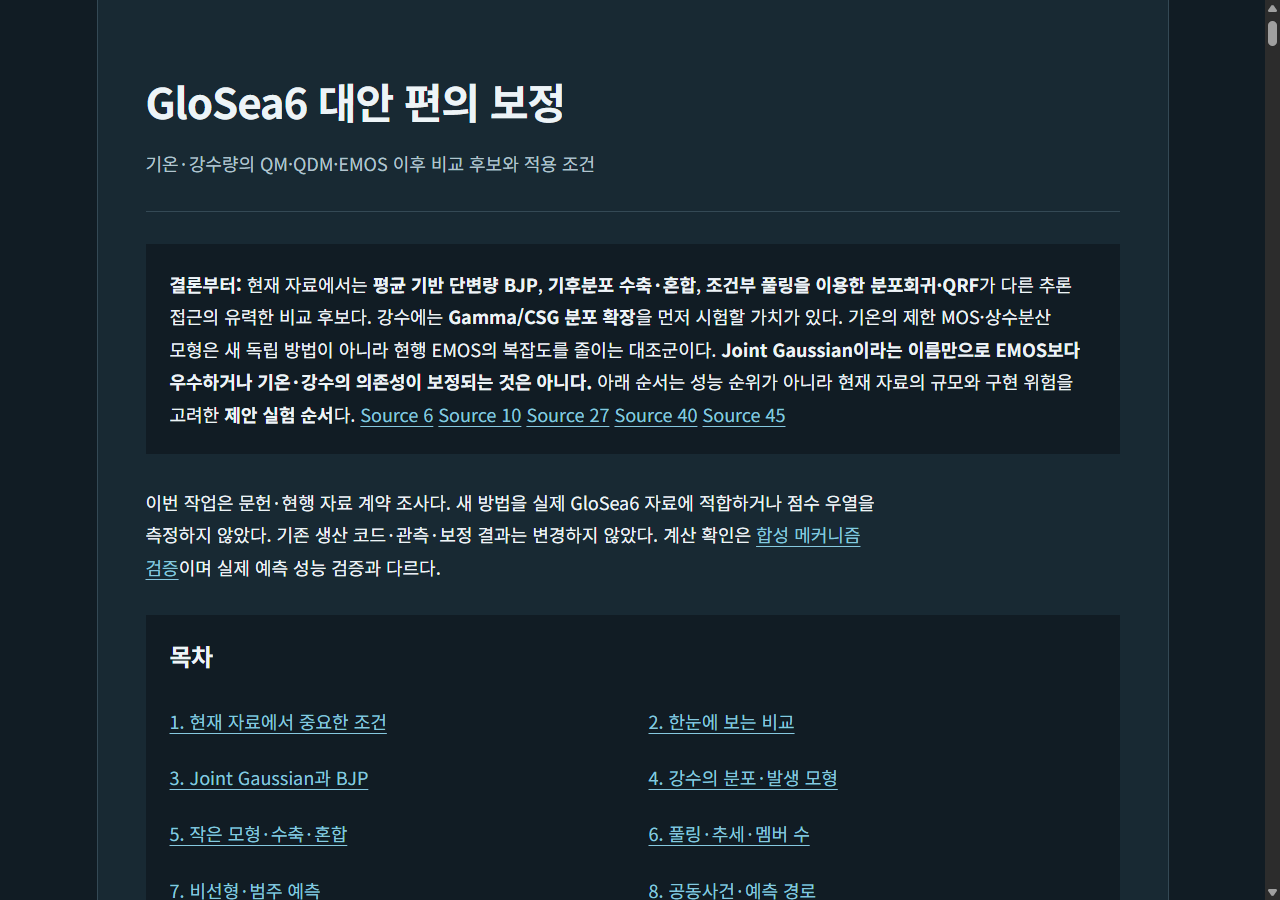 GloSea6 대안 편의 보정
기온·강수량의 QM·QDM·EMOS 이후 비교 후보와 적용 조건
결론부터: 현재 자료에서는 평균 기반 단변량 BJP, 기후분포 수축·혼합, 조건부 풀링을 이용한 분포회귀·QRF가 다른 추론
접근의 유력한 비교 후보다. 강수에는 Gamma/CSG 분포 확장을 먼저 시험할 가치가 있다. 기온의 제한 MOS·상수분산
모형은 새 독립 방법이 아니라 현행 EMOS의 복잡도를 줄이는 대조군이다. Joint Gaussian이라는 이름만으로 EMOS보다
우수하거나 기온·강수의 의존성이 보정되는 것은 아니다. 아래 순서는 성능 순위가 아니라 현재 자료의 규모와 구현 위험을
고려한 제안 실험 순서다. Source 6 Source 10 Source 27 Source 40 Source 45
이번 작업은 문헌·현행 자료 계약 조사다. 새 방법을 실제 GloSea6 자료에 적합하거나 점수 우열을
측정하지 않았다. 기존 생산 코드·관측·보정 결과는 변경하지 않았다. 계산 확인은 합성 메커니즘
검증이며 실제 예측 성능 검증과 다르다.
목차
1. 현재 자료에서 중요한 조건
2. 한눈에 보는 비교
3. Joint Gaussian과 BJP
4. 강수의 분포·발생 모형
5. 작은 모형·수축·혼합
6. 풀링·추세·멤버 수
7. 비선형·범주 예측
8. 공동사건·예측 경로